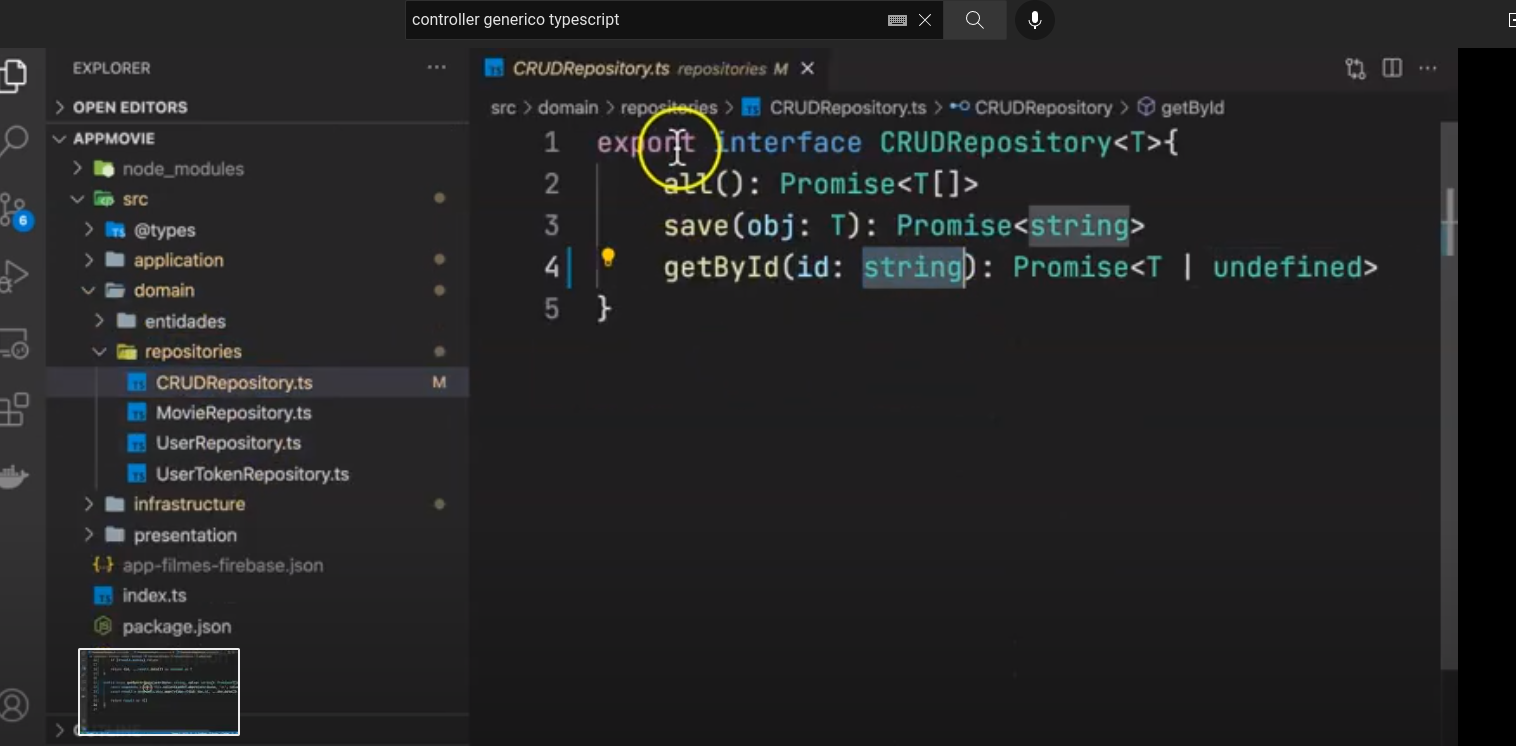 controller generico typescript
EXPLORER
OPEN EDITORS
APPMOVIE
node_modules
src
@types
application
domain
entidades
repositories
CRUDRepository.ts M
MovieRepository.ts
UserRepository.ts
UserTokenRepository.ts
infrastructure
presentation
app-filmes-firebase.json
index.ts
package.json
6
CRUDRepository.ts repositories M
src > domain > repositories > CRUDRepository.ts > CRUDRepository > getById
1 export interface CRUDRepository<T>{
2 all(): Promise<T[]>
3 save(obj: T): Promise<string>
4 getById(id: string): Promise<T | undefined>
5 }